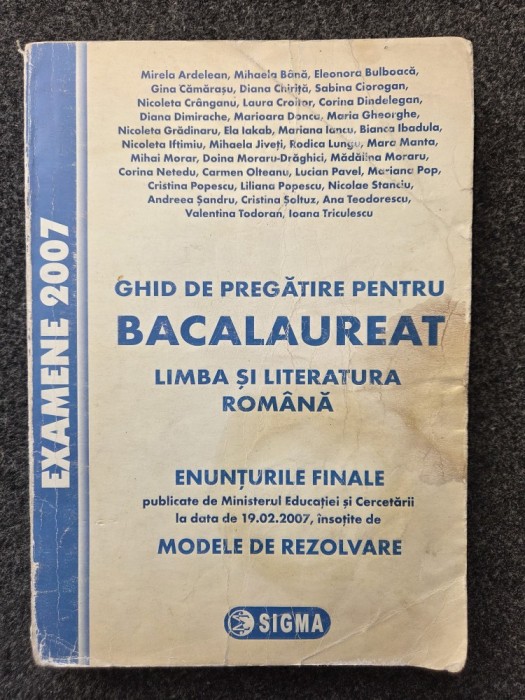 Mirela Ardelean, Mihaela Bână, Eleonora Bulboacă,
Gina Cămărașu, Diana Chiriță, Sabina Ciorogan,
Nicoleta Crânganu, Laura Croitor, Corina Dindelegan,
Diana Dimirache, Marioara Donca, Maria Gheorghe,
Nicoleta Grădinaru, Ela Iakab, Mariana Iancu, Bianca Ibadula,
Nicoleta Iftimiu, Mihaela Jiveți, Rodica Lungu, Mara Manta,
Mihai Morar, Doina Moraru-Drăghici, Mădălina Moraru,
Corina Netedu, Carmen Olteanu, Lucian Pavel, Mariana Pop,
Cristina Popescu, Liliana Popescu, Nicolae Stanciu,
Andreea Șandru, Cristina Șoltuz, Ana Teodorescu,
Valentina Todoran, Ioana Triculescu
EXAMENE 2007
GHID DE PREGĂTIRE PENTRU
BACALAUREAT
LIMBA ȘI LITERATURA
ROMÂNĂ
ENUNȚURILE FINALE
publicate de Ministerul Educației și Cercetării
la data de 19.02.2007, însoțite de
MODELE DE REZOLVARE
SIGMA